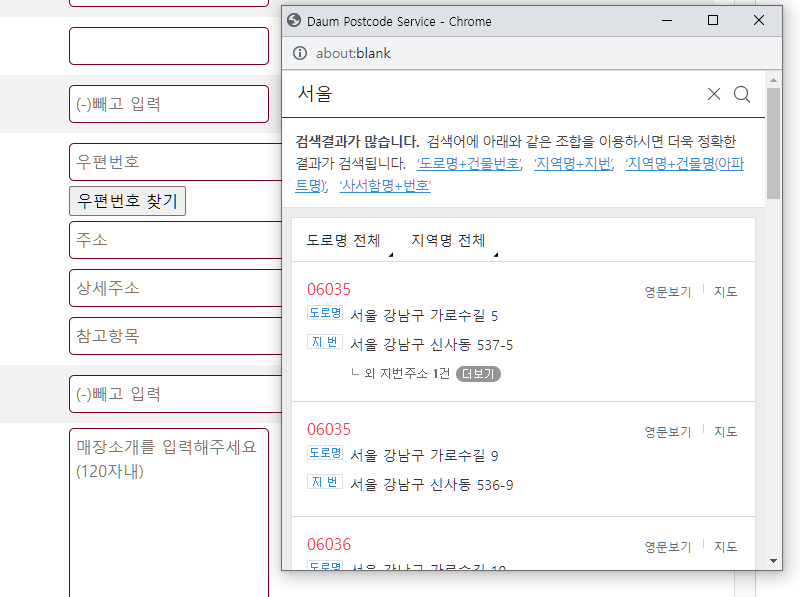 (-)빼고 입력
우편번호
우편번호 찾기
주소
상세주소
참고항목
(-)빼고 입력
매장소개를 입력해주세요
(120자내)
Daum Postcode Service - Chrome
about:blank
서울
검색결과가 많습니다. 검색어에 아래와 같은 조합을 이용하시면 더욱 정확한
결과가 검색됩니다. '도로명+건물번호', '지역명+지번', '지역명+건물명(아파
트명)', '사서함명+번호'
도로명 전체 지역명 전체
06035 영문보기 지도
도로명 서울 강남구 가로수길 5
지 번 서울 강남구 신사동 537-5
└ 외 지번주소 1건 더보기
06035 영문보기 지도
도로명 서울 강남구 가로수길 9
지 번 서울 강남구 신사동 536-9
06036 영문보기 지도
도로명 서울 강남구 가로수길 10